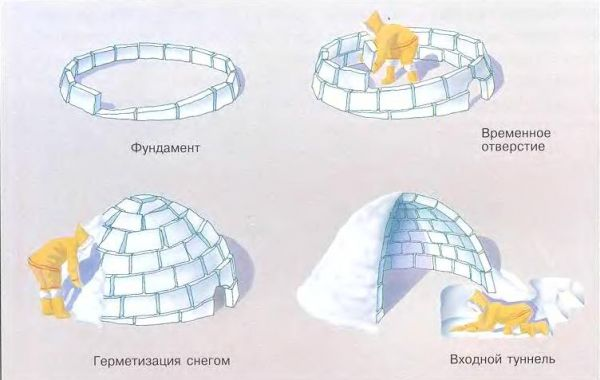 Фундамент
Временное
отверстие
Герметизация снегом
Входной туннель